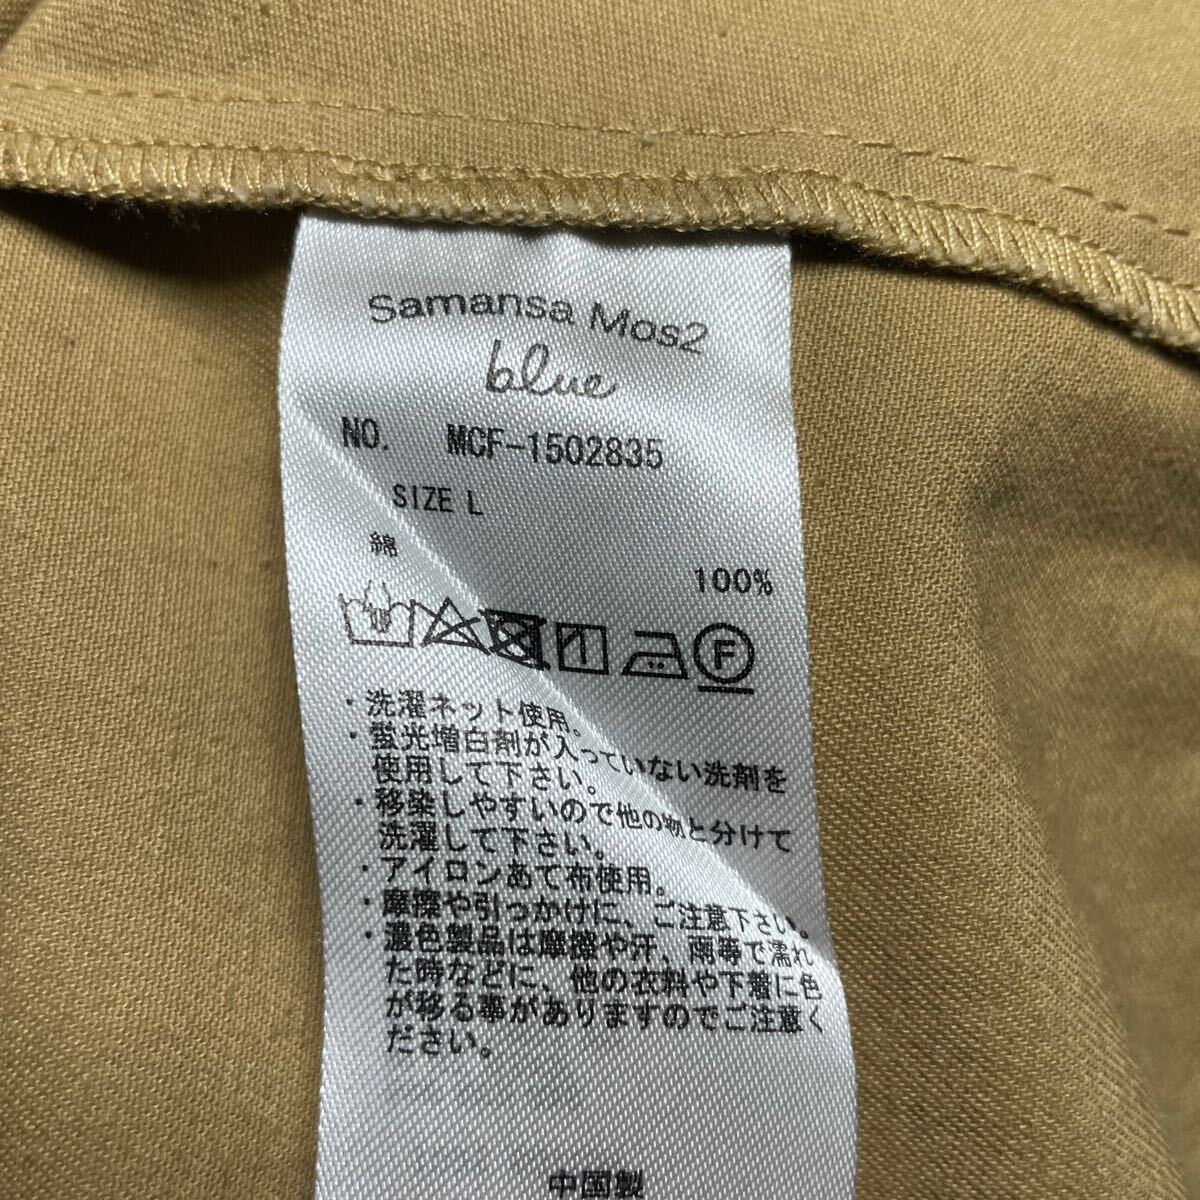 Samansa Mos2
blue
NO. MCF-1502835
SIZE L
綿 100%
F
・洗濯ネット使用。
・蛍光増白剤が入っていない洗剤を
使用して下さい。
・移染しやすいので他の物と分けて
洗濯して下さい。
・アイロンあて布使用。
・摩擦や引っかけに、ご注意下さい。
・濃色製品は摩擦や汗、雨等で濡れ
た時などに、他の衣料や下着に色
が移る事がありますのでご注意く
ださい。
中国製